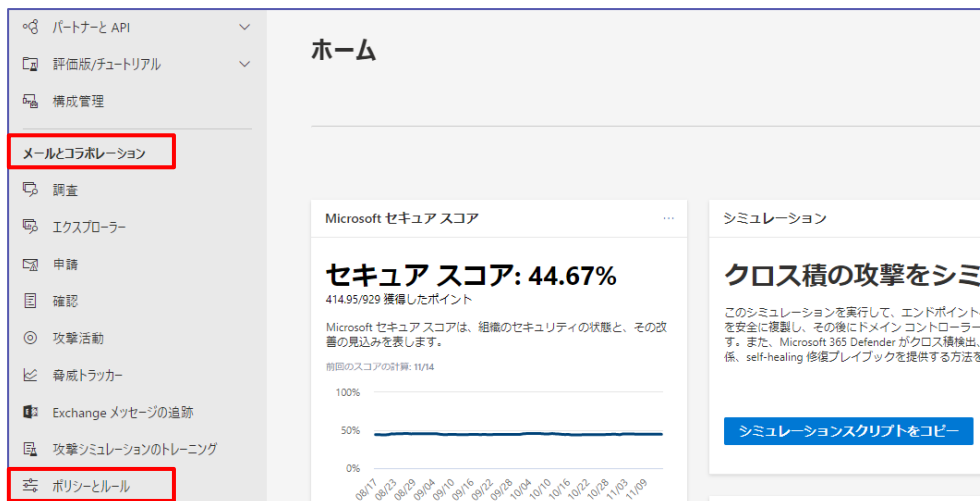 パートナーと API
評価版/チュートリアル
構成管理
メールとコラボレーション
調査
エクスプローラー
申請
確認
攻撃活動
脅威トラッカー
Exchange メッセージの追跡
攻撃シミュレーションのトレーニング
ポリシーとルール
ホーム
Microsoft セキュア スコア
セキュア スコア: 44.67%
414.95/929 獲得したポイント
Microsoft セキュア スコアは、組織のセキュリティの状態と、その改
善の見込みを表します。
前回のスコアの計算: 11/14
100%
50%
0%
08/17 08/23 08/29 09/04 09/10 09/16 09/22 09/28 10/04 10/10 10/16 10/22 10/28 11/03 11/09
シミュレーション
クロス積の攻撃をシミ
このシミュレーションを実行して、エンドポイント
を安全に複製し、その後にドメイン コントローラー
す。また、Microsoft 365 Defender がクロス積検出、
係、self-healing 修復プレイブックを提供する方法を
シミュレーションスクリプトをコピー